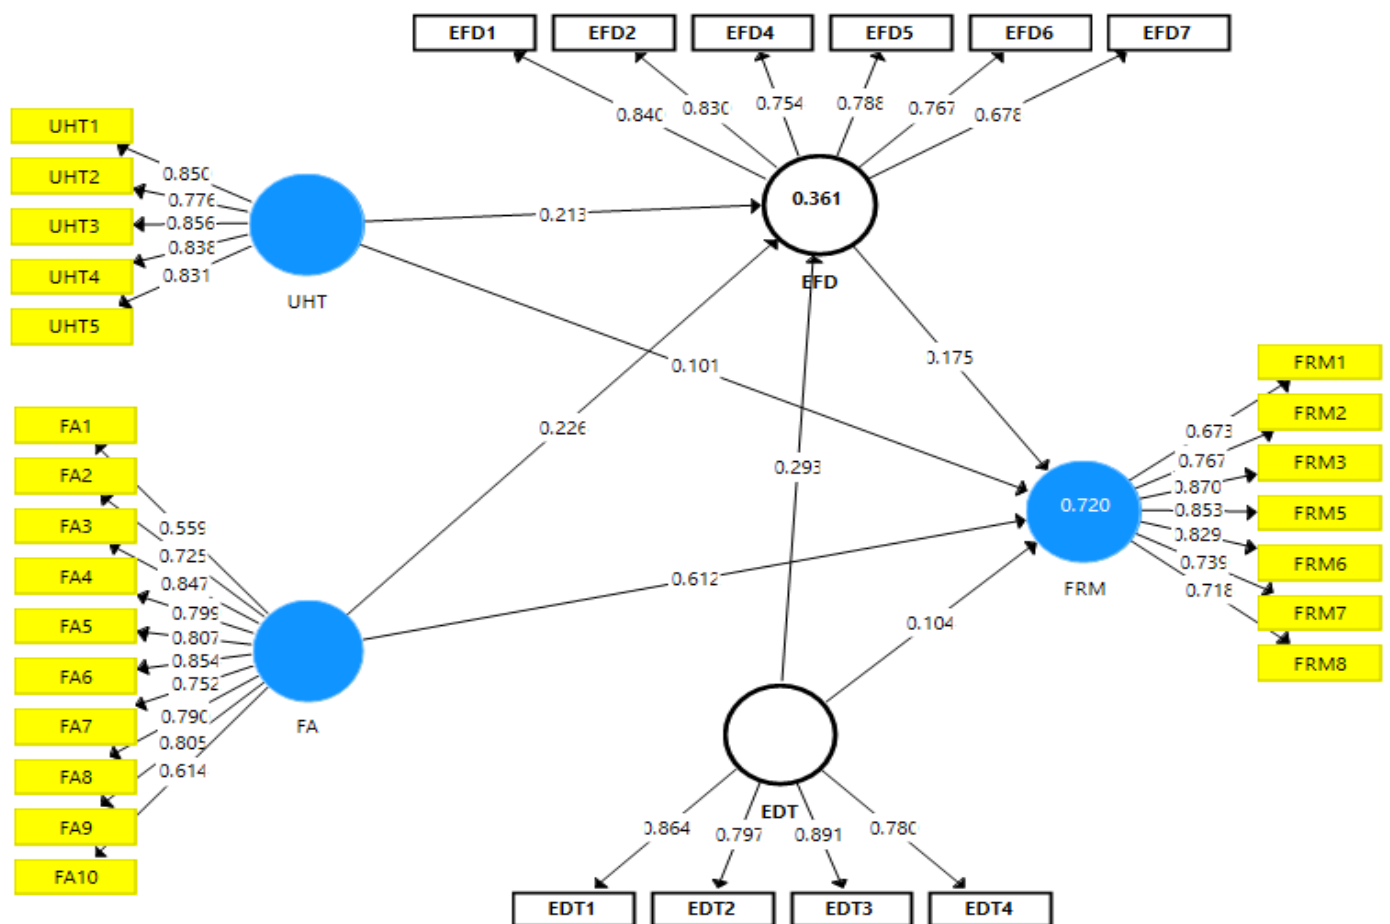 EFD1 EFD2 EFD4 EFD5 EFD6 EFD7
0.840 0.830 0.754 0.788 0.767 0.678
UHT1
UHT2
UHT3
UHT4
UHT5
0.850
0.776
0.856
0.838
0.831
UHT
0.213
0.361
EFD
0.101
0.175
0.226
0.293
0.612
0.104
FA1
FA2
FA3
FA4
FA5
FA6
FA7
FA8
FA9
FA10
0.559
0.725
0.847
0.799
0.807
0.854
0.752
0.790
0.805
0.614
FA
0.720
FRM
0.673
0.767
0.870
0.853
0.829
0.739
0.718
FRM1
FRM2
FRM3
FRM5
FRM6
FRM7
FRM8
EDT
0.864 0.797 0.891 0.780
EDT1 EDT2 EDT3 EDT4